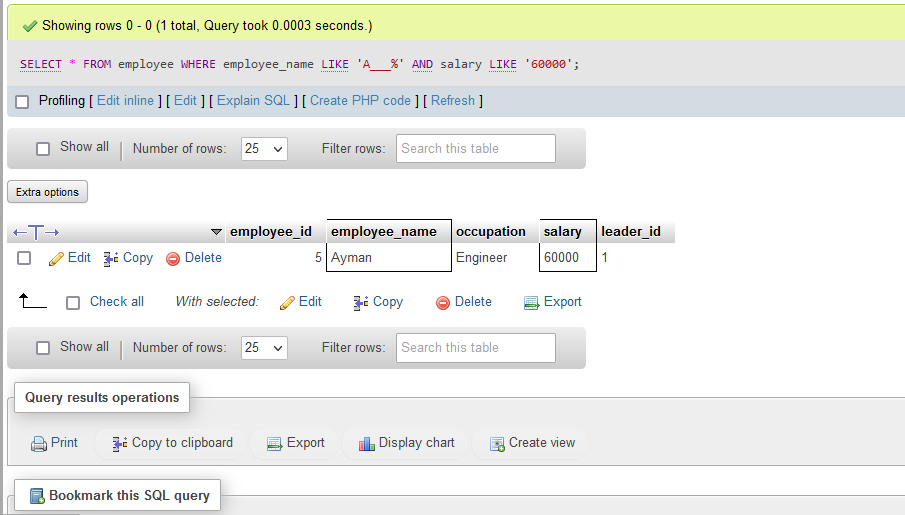 Showing rows 0 - 0 (1 total, Query took 0.0003 seconds.)
SELECT * FROM employee WHERE employee_name LIKE 'A___%' AND salary LIKE '60000';
Profiling [ Edit inline ] [ Edit ] [ Explain SQL ] [ Create PHP code ] [ Refresh ]
Show all Number of rows: 25 Filter rows: Search this table
Extra options
←T→ employee_id employee_name occupation salary leader_id
Edit Copy Delete 5 Ayman Engineer 60000 1
Check all With selected: Edit Copy Delete Export
Show all Number of rows: 25 Filter rows: Search this table
Query results operations
Print Copy to clipboard Export Display chart Create view
Bookmark this SQL query